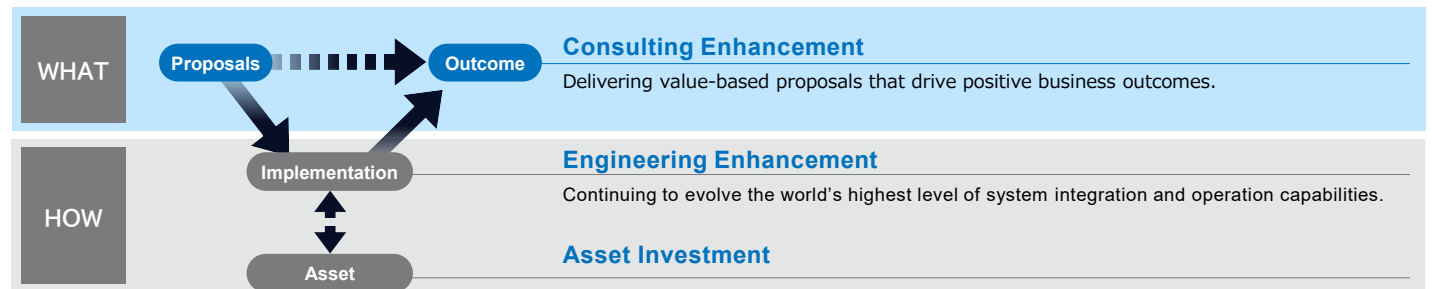 WHAT
Proposals
Outcome
Consulting Enhancement
Delivering value-based proposals that drive positive business outcomes.
HOW
Implementation
Engineering Enhancement
Continuing to evolve the world's highest level of system integration and operation capabilities.
Asset
Asset Investment